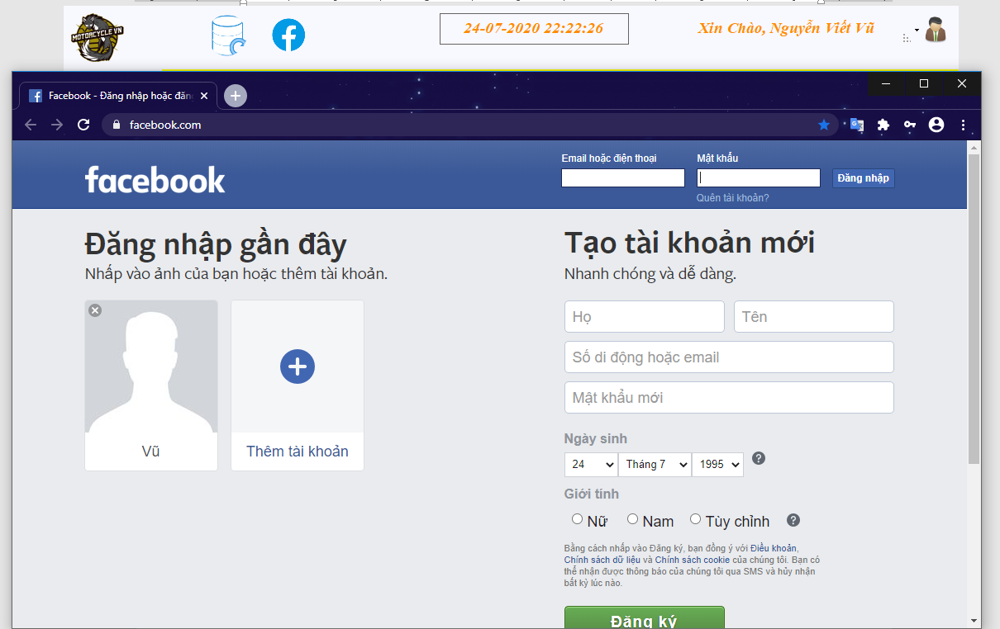 MOTORCYCLE VN
24-07-2020 22:22:26
Xin Chào, Nguyễn Viết Vũ
Facebook - Đăng nhập hoặc đăn
facebook.com
facebook
Email hoặc điện thoại
Mật khẩu
Đăng nhập
Quên tài khoản?
Đăng nhập gần đây
Nhấp vào ảnh của bạn hoặc thêm tài khoản.
Vũ
Thêm tài khoản
Tạo tài khoản mới
Nhanh chóng và dễ dàng.
Họ
Tên
Số di động hoặc email
Mật khẩu mới
Ngày sinh
24
Tháng 7
1995
Giới tính
Nữ
Nam
Tùy chỉnh
Bằng cách nhấp vào Đăng ký, bạn đồng ý với Điều khoản,
Chính sách dữ liệu và Chính sách cookie của chúng tôi. Bạn có
thể nhận được thông báo của chúng tôi qua SMS và hủy nhận
bất kỳ lúc nào.
Đăng ký